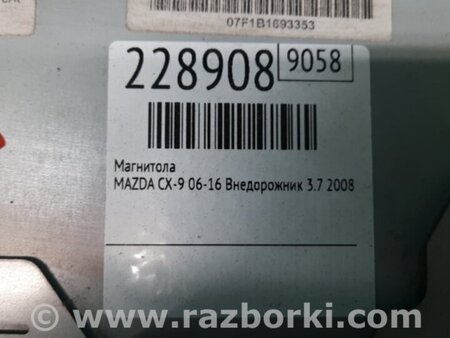 07F1B1693353
228908 9058
Магнитола
MAZDA CX-9 06-16 Внедорожник 3.7 2008
www.razborki.com